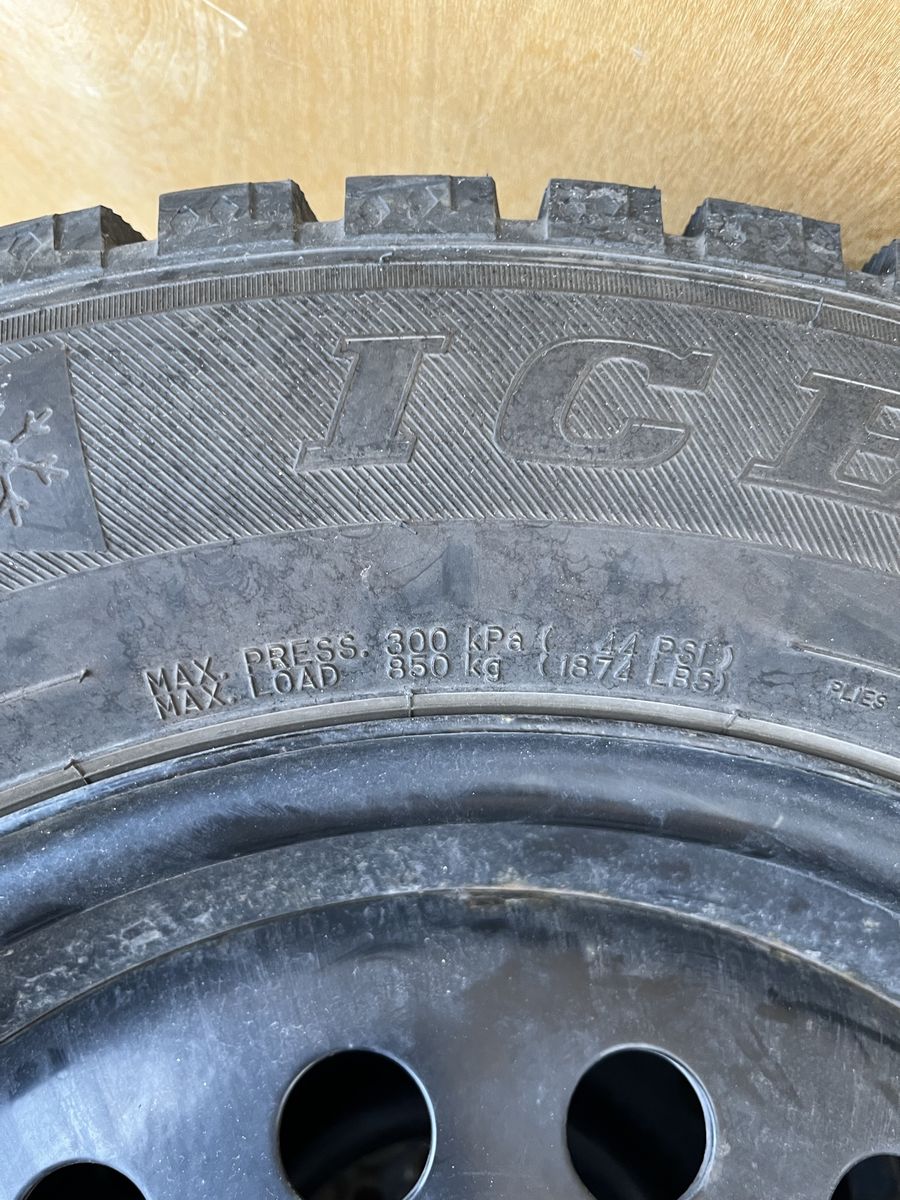 ICE
MAX. PRESS. 300 kPa ( 44 PSI )
MAX. LOAD 850 kg ( 1874 LBS )
PLIES